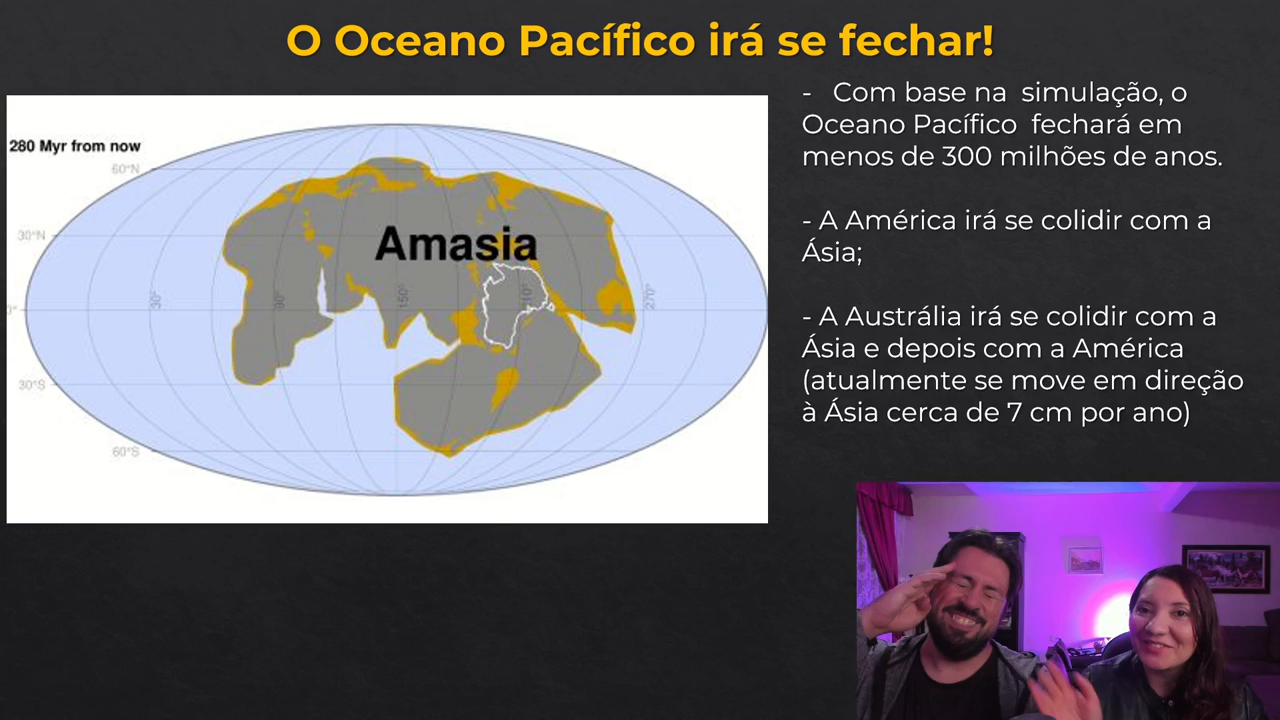 O Oceano Pacífico irá se fechar!
- Com base na simulação, o
Oceano Pacífico fechará em
menos de 300 milhões de anos.
- A América irá se colidir com a
Ásia;
- A Austrália irá se colidir com a
Ásia e depois com a América
(atualmente se move em direção
à Ásia cerca de 7 cm por ano)
280 Myr from now
60°N
30°N
0°
30°S
60°S
Amasia
30°
90°
150°
210°
270°